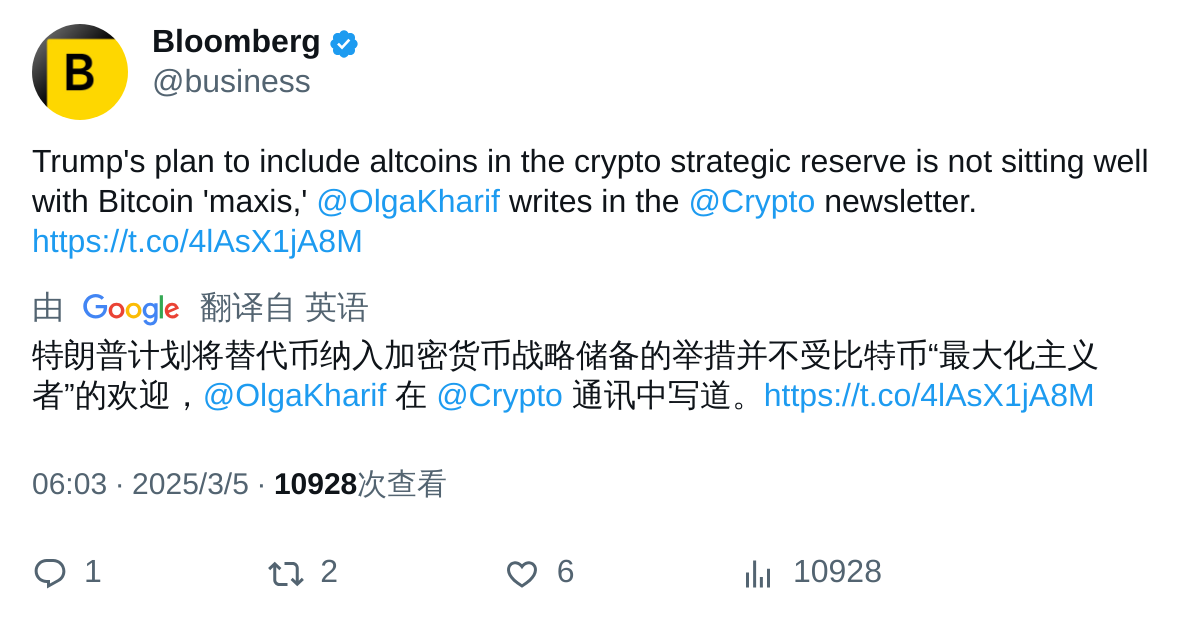 B
Bloomberg
@business
Trump's plan to include altcoins in the crypto strategic reserve is not sitting well
with Bitcoin 'maxis,' @OlgaKharif writes in the @Crypto newsletter.
https://t.co/4lAsX1jA8M
由 Google 翻译自 英语
特朗普计划将替代币纳入加密货币战略储备的举措并不受比特币“最大化主义
者”的欢迎，@OlgaKharif 在 @Crypto 通讯中写道。https://t.co/4lAsX1jA8M
06:03 · 2025/3/5 · 10928次查看
1 2 6 10928